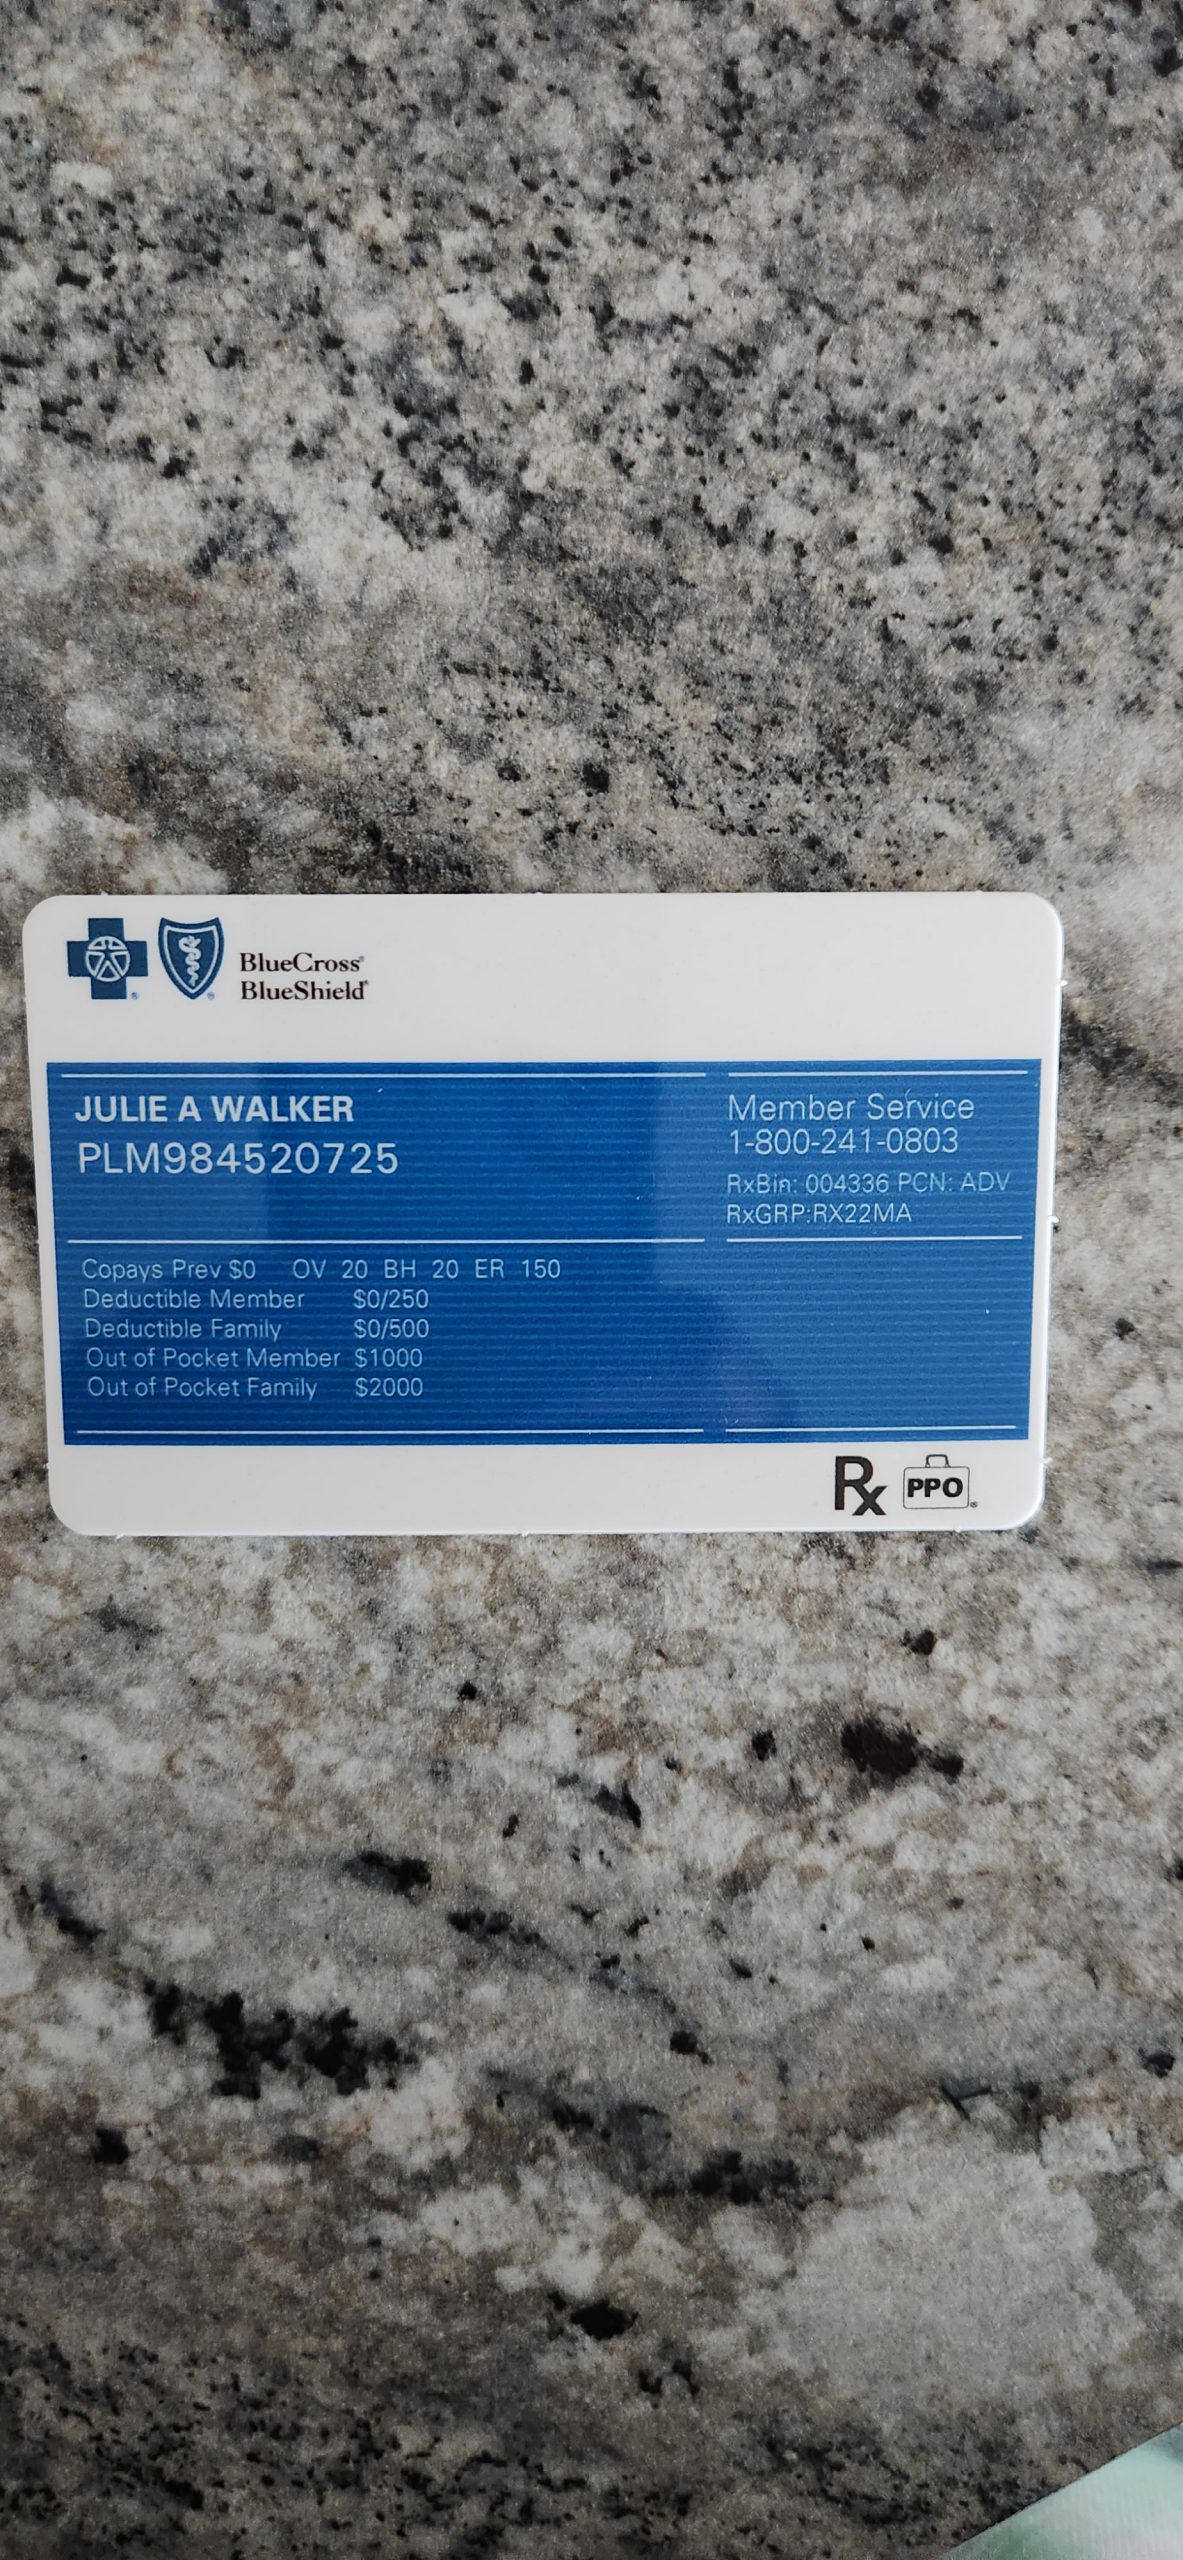 BlueCross®
BlueShield®
JULIE A WALKER
PLM984520725
Member Service
1-800-241-0803
RxBin: 004336 PCN: ADV
RxGRP:RX22MA
Copays Prev $0 OV 20 BH 20 ER 150
Deductible Member $0/250
Deductible Family $0/500
Out of Pocket Member $1000
Out of Pocket Family $2000
Rx PPO®